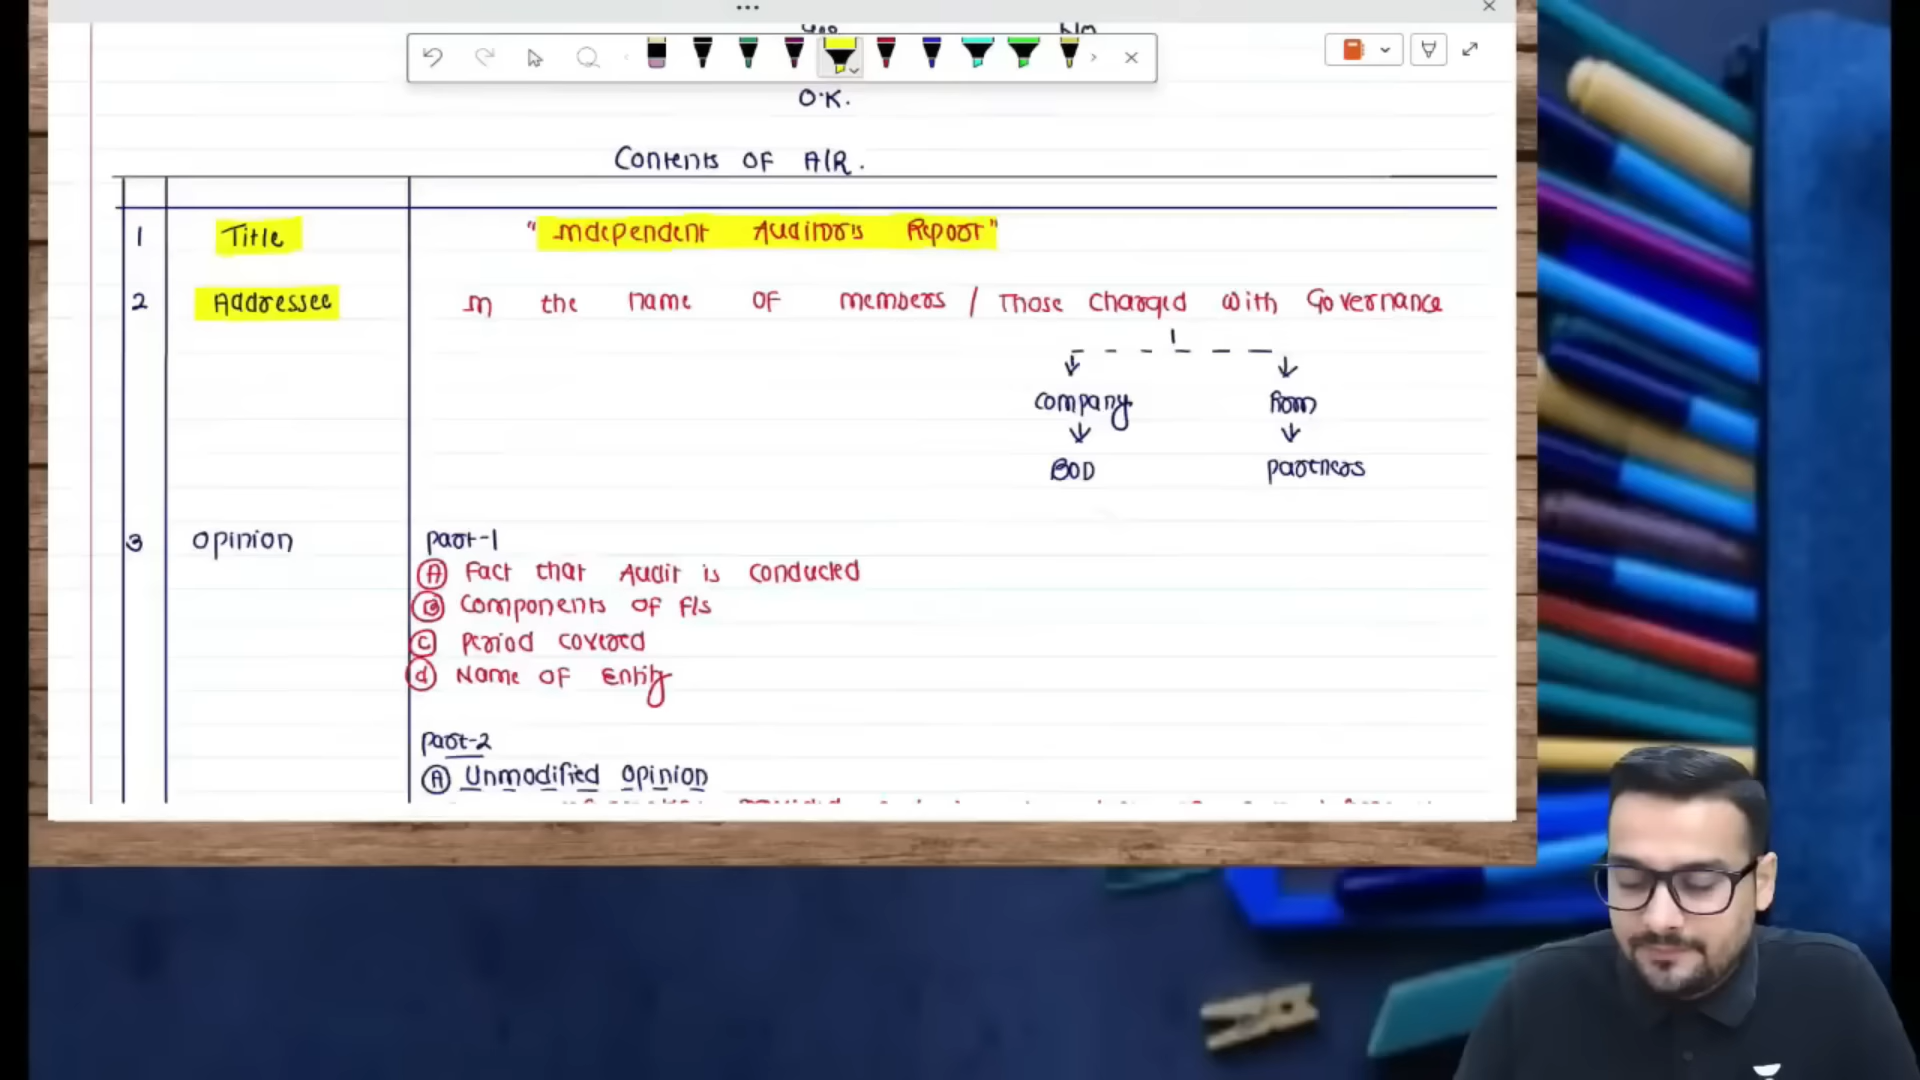 O.K.
Contents OF A/R.
1 Title "Independent Auditor's Report"
2 Addressee In the name OF members / Those charged with Governance
company firm
BOD partners
3 opinion part-1
(A) Fact that Audit is conducted
(B) Components OF F/s
(C) Period covered
(d) Name OF Entity
part-2
(A) Unmodified opinion